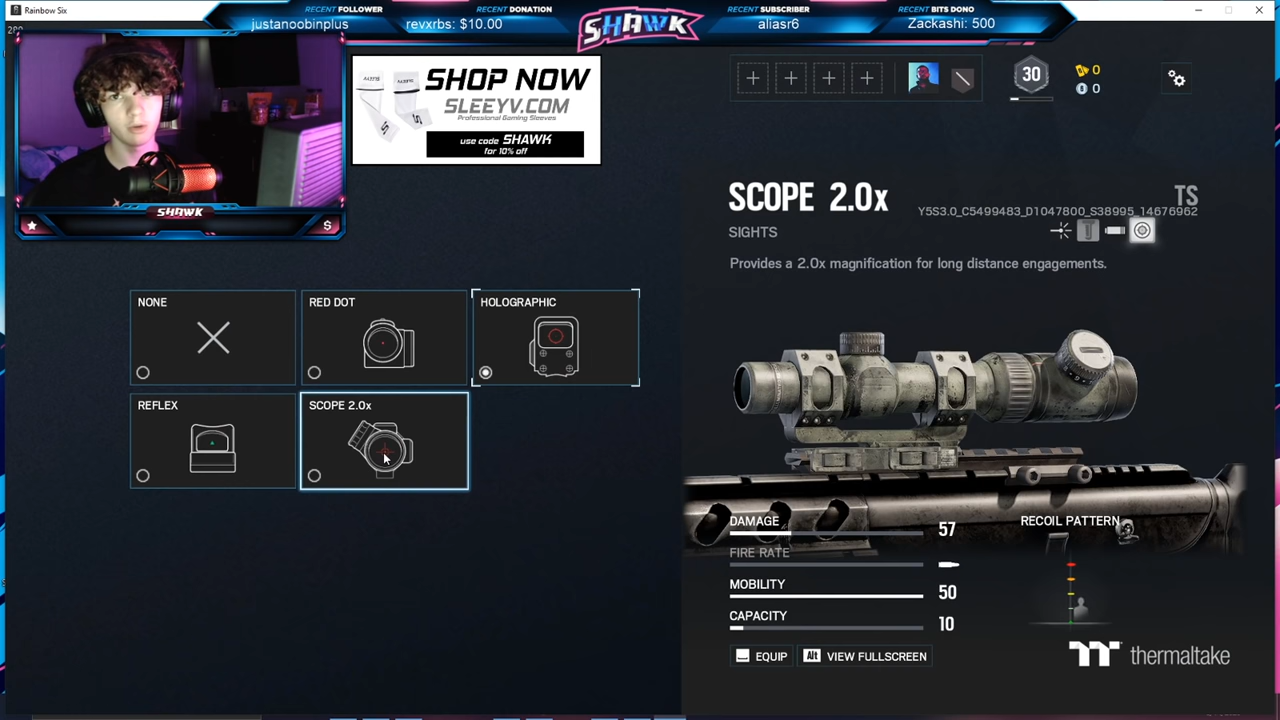 Rainbow Six
RECENT FOLLOWER
justanoobinplus
RECENT DONATION
revxrbs: $10.00
SHAWK
RECENT SUBSCRIBER
aliasr6
RECENT BITS DONO
Zackashi: 500
SHOP NOW
SLEEYV.COM
Professional Gaming Sleeves
use code SHAWK
for 10% off
30
0
0
SHAWK
$
SCOPE 2.0x
TS
Y5S3.0_C5499483_D1047800_S38995_14676962
SIGHTS
Provides a 2.0x magnification for long distance engagements.
NONE
RED DOT
HOLOGRAPHIC
REFLEX
SCOPE 2.0x
DAMAGE
57
RECOIL PATTERN
FIRE RATE
MOBILITY
50
CAPACITY
10
EQUIP
Alt VIEW FULLSCREEN
thermaltake